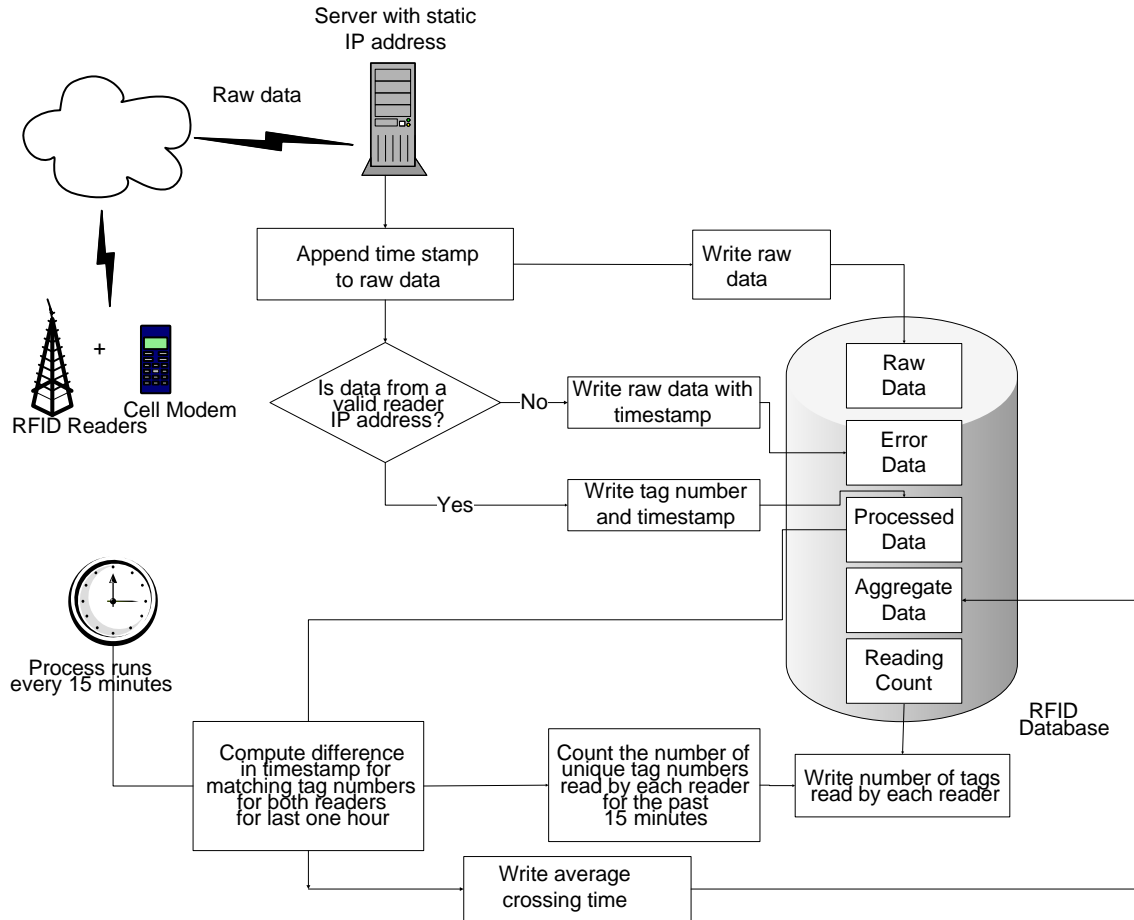 Server with static
IP address
Raw data
Append time stamp
to raw data
Write raw
data
RFID Readers
+
Cell Modem
Is data from a
valid reader
IP address?
No
Write raw data with
timestamp
Yes
Write tag number
and timestamp
Raw
Data
Error
Data
Processed
Data
Aggregate
Data
Reading
Count
RFID
Database
Process runs
every 15 minutes
Compute difference
in timestamp for
matching tag numbers
for both readers
for last one hour
Count the number of
unique tag numbers
read by each reader
for the past
15 minutes
Write number of tags
read by each reader
Write average
crossing time